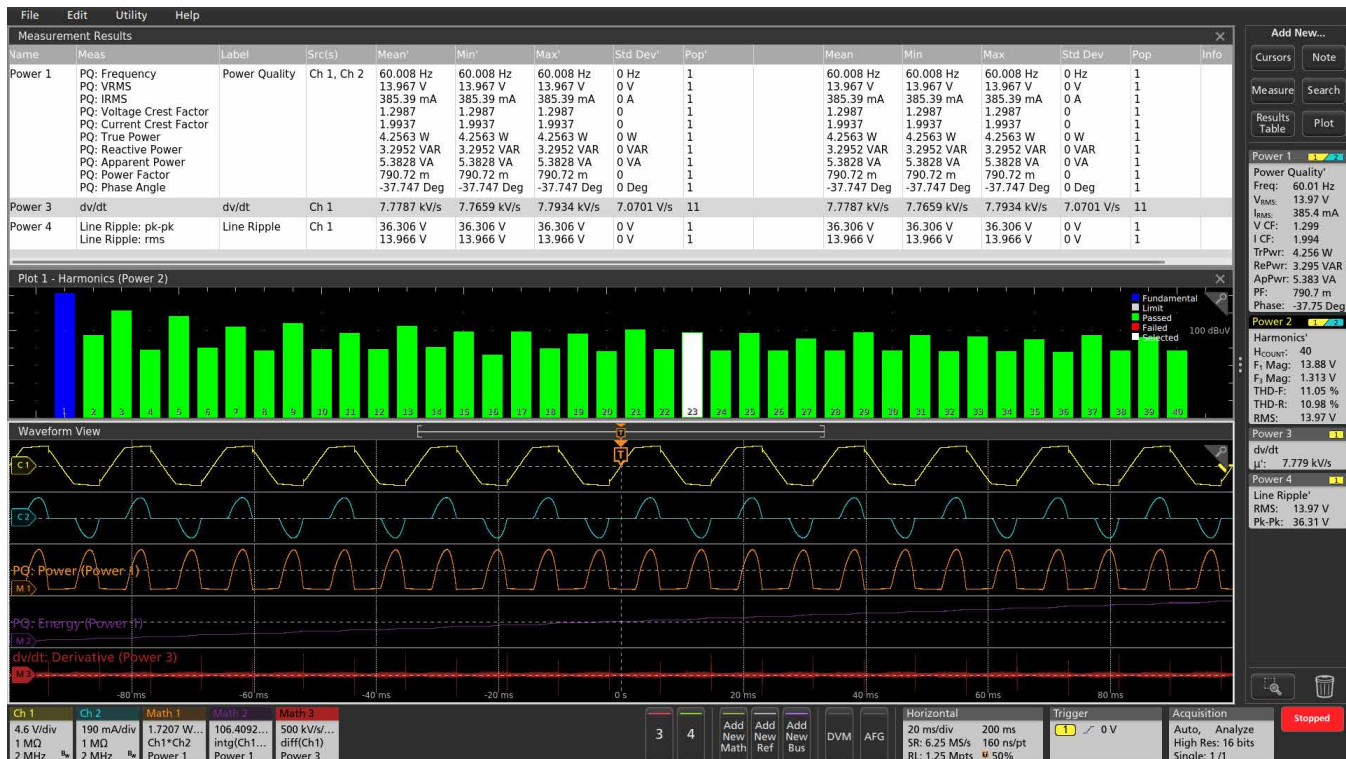 File Edit Utility Help
Measurement Results
Name Meas Label Src(s) Mean' Min' Max' Std Dev' Pop' Mean Min Max Std Dev Pop Info
Power 1 PQ: Frequency Power Quality Ch 1, Ch 2 60.008 Hz 60.008 Hz 60.008 Hz 0 Hz 1 60.008 Hz 60.008 Hz 60.008 Hz 0 Hz 1
PQ: VRMS 13.967 V 13.967 V 13.967 V 0 V 1 13.967 V 13.967 V 13.967 V 0 V 1
PQ: IRMS 385.39 mA 385.39 mA 385.39 mA 0 A 1 385.39 mA 385.39 mA 385.39 mA 0 A 1
PQ: Voltage Crest Factor 1.2987 1.2987 1.2987 0 1 1.2987 1.2987 1.2987 0 1
PQ: Current Crest Factor 1.9937 1.9937 1.9937 0 1 1.9937 1.9937 1.9937 0 1
PQ: True Power 4.2563 W 4.2563 W 4.2563 W 0 W 1 4.2563 W 4.2563 W 4.2563 W 0 W 1
PQ: Reactive Power 3.2952 VAR 3.2952 VAR 3.2952 VAR 0 VAR 1 3.2952 VAR 3.2952 VAR 3.2952 VAR 0 VAR 1
PQ: Apparent Power 5.3828 VA 5.3828 VA 5.3828 VA 0 VA 1 5.3828 VA 5.3828 VA 5.3828 VA 0 VA 1
PQ: Power Factor 790.72 m 790.72 m 790.72 m 0 1 790.72 m 790.72 m 790.72 m 0 1
PQ: Phase Angle -37.747 Deg -37.747 Deg -37.747 Deg 0 Deg 1 -37.747 Deg -37.747 Deg -37.747 Deg 0 Deg 1
Power 3 dv/dt dv/dt Ch 1 7.7787 kV/s 7.7659 kV/s 7.7934 kV/s 7.0701 V/s 11 7.7787 kV/s 7.7659 kV/s 7.7934 kV/s 7.0701 V/s 11
Power 4 Line Ripple: pk-pk Line Ripple Ch 1 36.306 V 36.306 V 36.306 V 0 V 1 36.306 V 36.306 V 36.306 V 0 V 1
Line Ripple: rms 13.966 V 13.966 V 13.966 V 0 V 1 13.966 V 13.966 V 13.966 V 0 V 1
Plot 1 - Harmonics (Power 2)
Fundamental
Limit
Passed
Failed
Selected
100 dBuV
1 2 3 4 5 6 7 8 9 10 11 12 13 14 15 16 17 18 19 20 21 22 23 24 25 26 27 28 29 30 31 32 33 34 35 36 37 38 39 40
Waveform View
T
T
C 1
C 2
PQ: Power (Power 1)
M 1
PQ: Energy (Power 1)
M 2
dv/dt: Derivative (Power 3)
M 3
-80 ms -60 ms -40 ms -20 ms 0 s 20 ms 40 ms 60 ms 80 ms
Add New...
Cursors Note
Measure Search
Results Table Plot
Power 1 1 2
Power Quality'
Freq: 60.01 Hz
VRMS: 13.97 V
IRMS: 385.4 mA
V CF: 1.299
I CF: 1.994
TrPwr: 4.256 W
RePwr: 3.295 VAR
ApPwr: 5.383 VA
PF: 790.7 m
Phase: -37.75 Deg
Power 2 1 2
Harmonics'
HCOUNT: 40
F1 Mag: 13.88 V
F3 Mag: 1.313 V
THD-F: 11.05 %
THD-R: 10.98 %
RMS: 13.97 V
Power 3 1
dv/dt
μ': 7.779 kV/s
Power 4 1
Line Ripple'
RMS: 13.97 V
Pk-Pk: 36.31 V
Ch 1 Ch 2 Math 1 Math 2 Math 3
4.6 V/div 190 mA/div 1.7207 W... 106.4092... 500 kV/s/...
1 MΩ 1 MΩ Ch1*Ch2 intg(Ch1... diff(Ch1)
2 MHz Bw 2 MHz Bw Power 1 Power 1 Power 3
3 4
Add New Math
Add New Ref
Add New Bus
DVM AFG
Horizontal
20 ms/div 200 ms
SR: 6.25 MS/s 160 ns/pt
RL: 1.25 Mpts 50%
Trigger
1 0 V
Acquisition
Auto, Analyze
High Res: 16 bits
Single: 1/1
Stopped